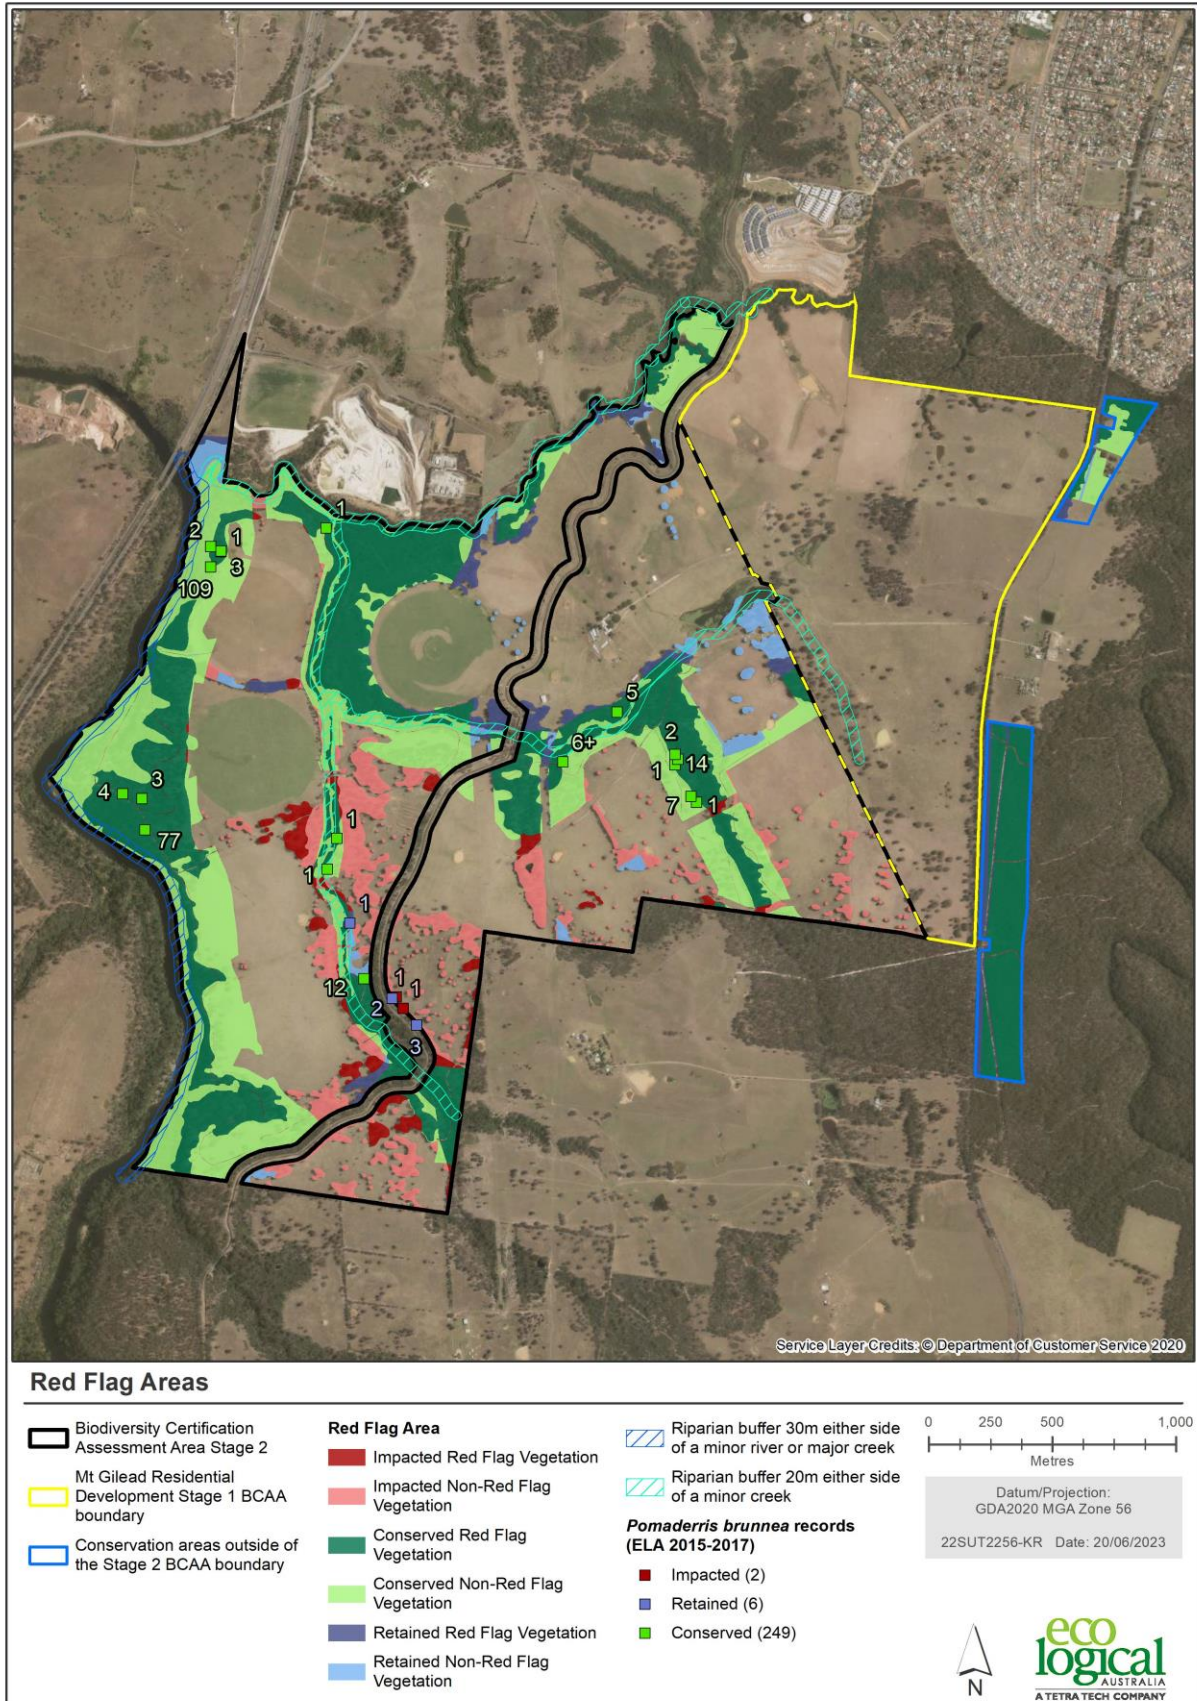 1
2
1
3
109
5
6+
2
14
1
7
1
3
4
77
1
1
1
12
1
1
2
3
Service Layer Credits: © Department of Customer Service 2020
Red Flag Areas
Biodiversity Certification
Assessment Area Stage 2
Mt Gilead Residential
Development Stage 1 BCAA
boundary
Conservation areas outside of
the Stage 2 BCAA boundary
Red Flag Area
Impacted Red Flag Vegetation
Impacted Non-Red Flag
Vegetation
Conserved Red Flag
Vegetation
Conserved Non-Red Flag
Vegetation
Retained Red Flag Vegetation
Retained Non-Red Flag
Vegetation
Riparian buffer 30m either side
of a minor river or major creek
Riparian buffer 20m either side
of a minor creek
Pomaderris brunnea records
(ELA 2015-2017)
Impacted (2)
Retained (6)
Conserved (249)
0 250 500 1,000
Metres
Datum/Projection:
GDA2020 MGA Zone 56
22SUT2256-KR Date: 20/06/2023
N
eco
logical
AUSTRALIA
A TETRA TECH COMPANY